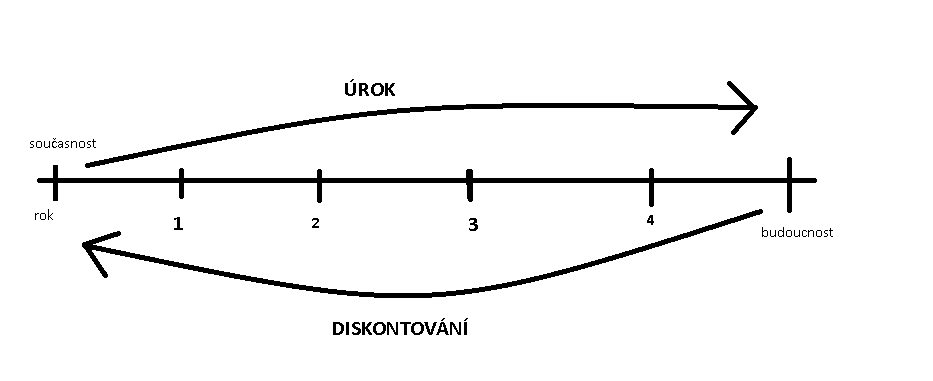 ÚROK
současnost
rok
1
2
3
4
budoucnost
DISKONTOVÁNÍ